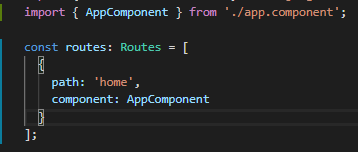 import { AppComponent } from './app.component';
const routes: Routes = [
{
path: 'home',
component: AppComponent
}
];